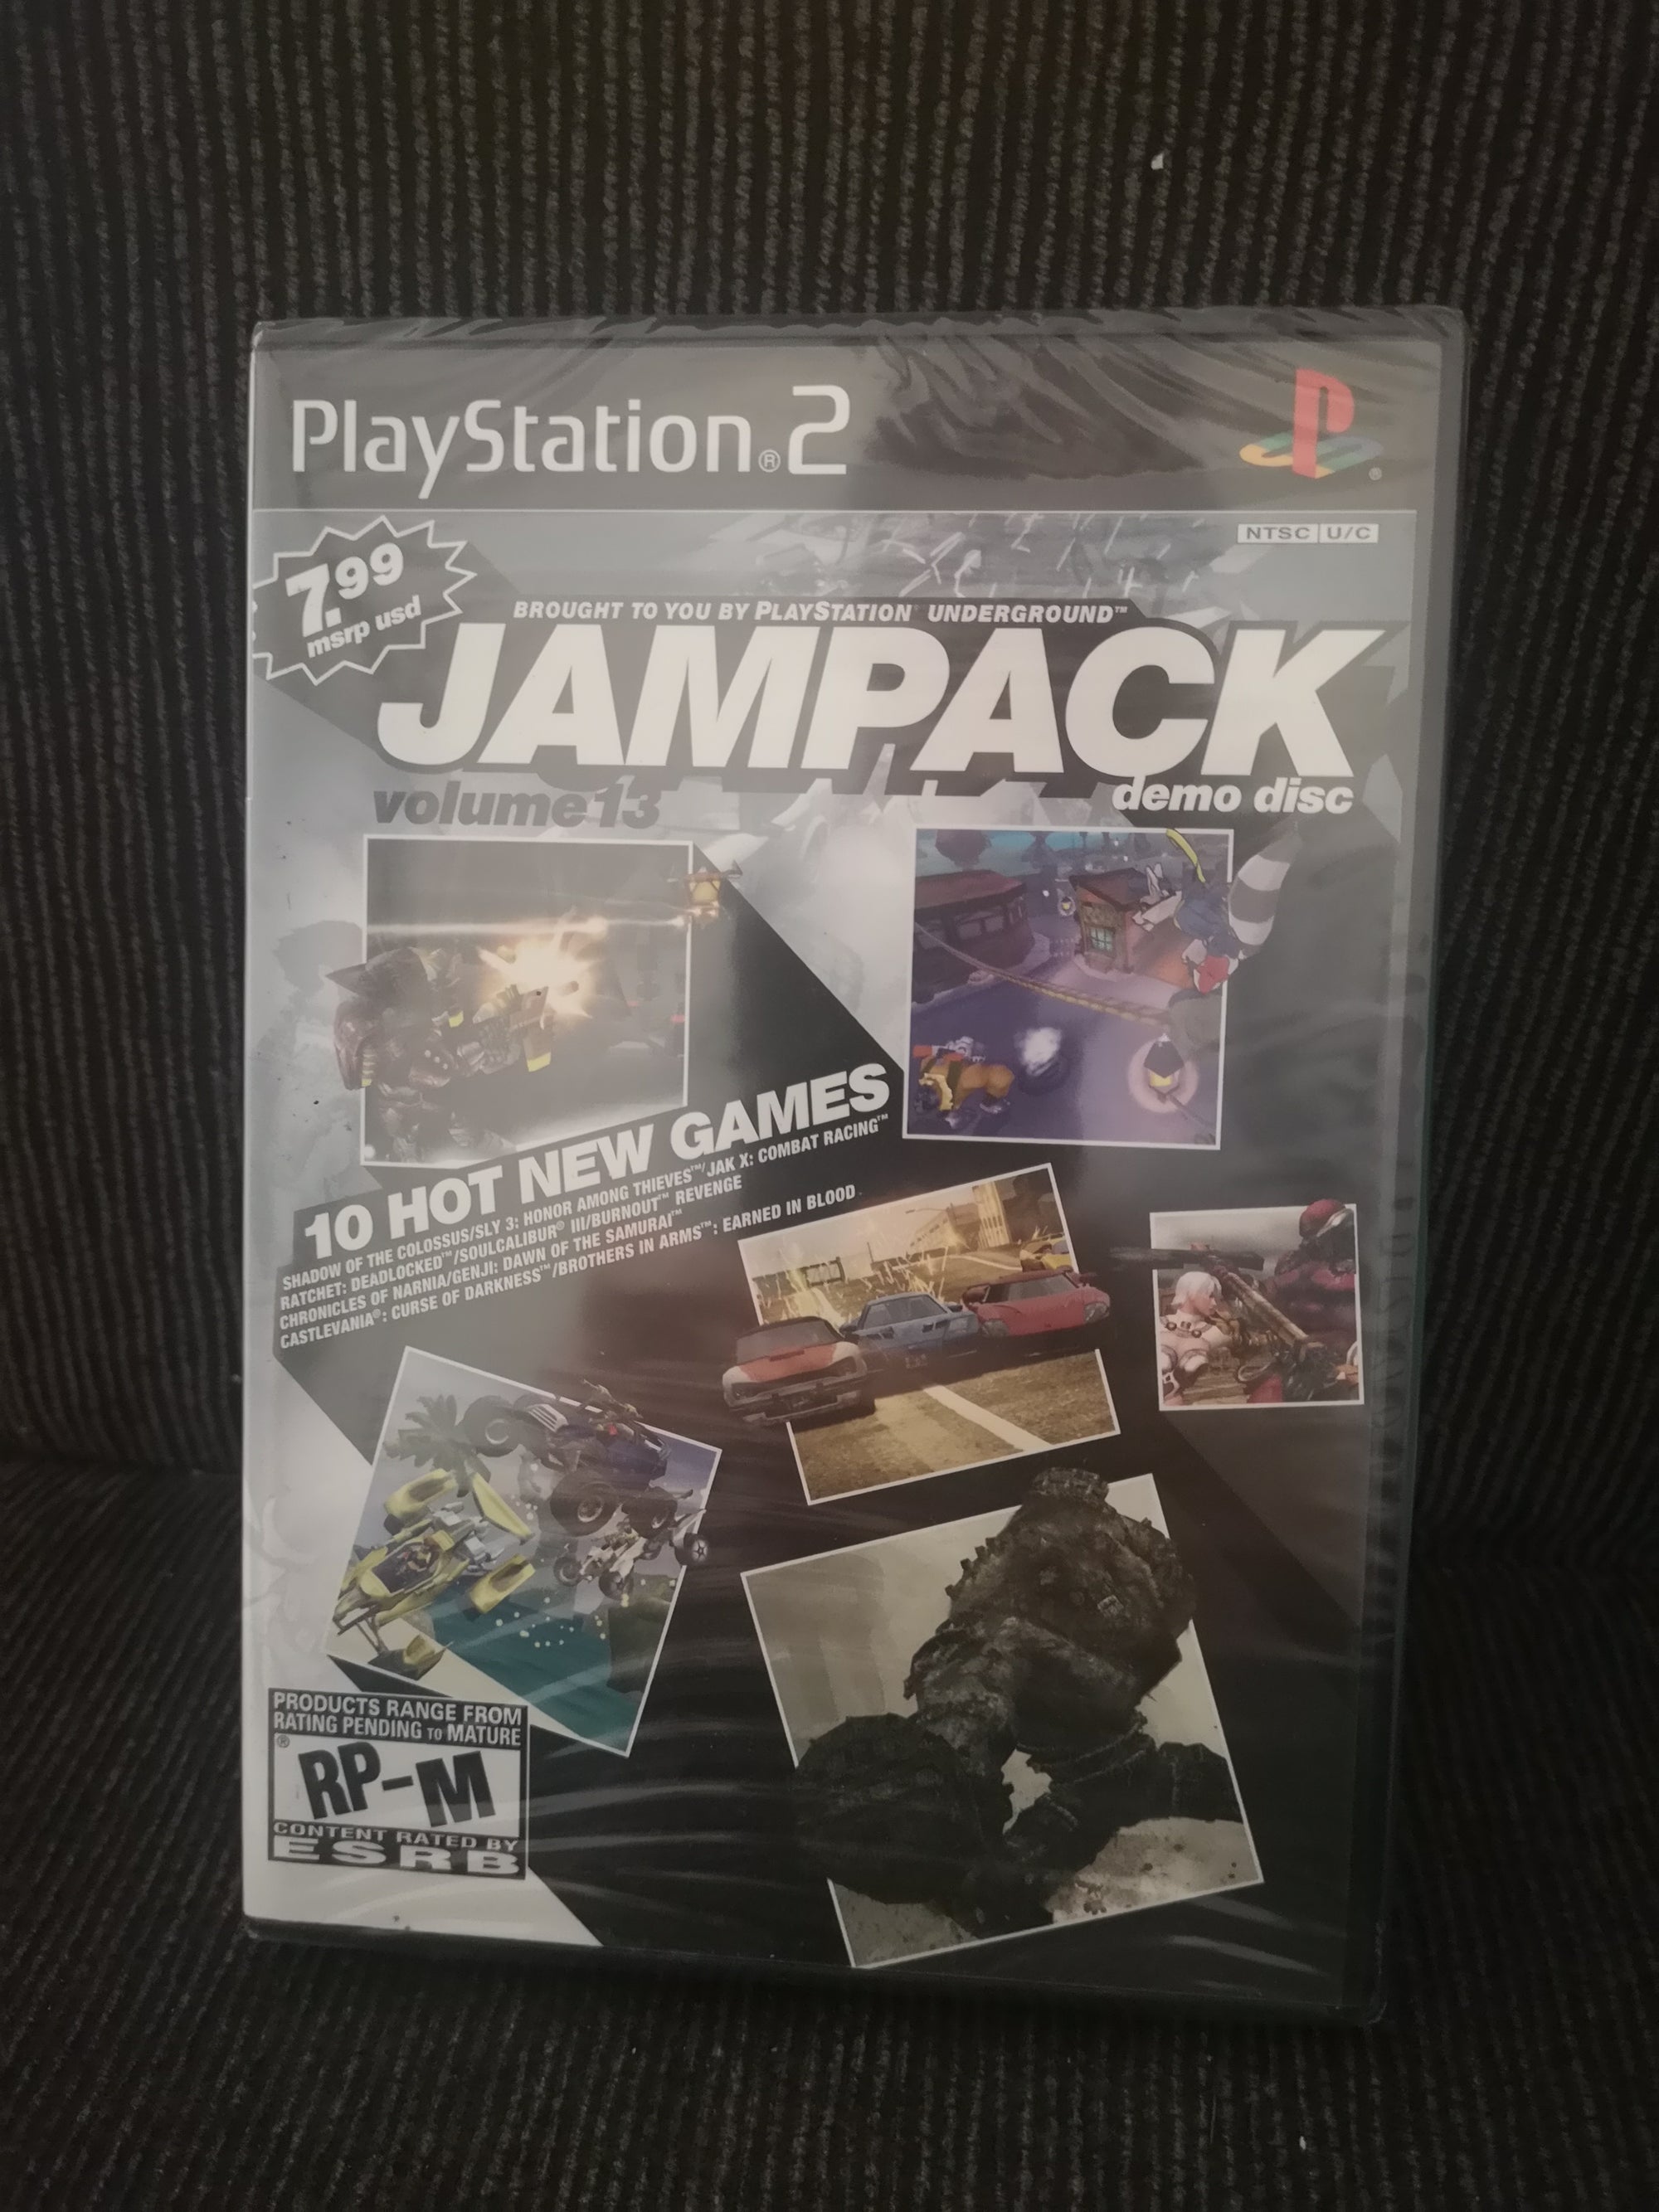 PlayStation®2
NTSC U/C
7.99
msrp usd
BROUGHT TO YOU BY PLAYSTATION® UNDERGROUND™
JAMPACK
volume13
demo disc
10 HOT NEW GAMES
SHADOW OF THE COLOSSUS/SLY 3: HONOR AMONG THIEVES™/JAK X: COMBAT RACING™
RATCHET: DEADLOCKED™/SOULCALIBUR® III/BURNOUT™ REVENGE
CHRONICLES OF NARNIA/GENJI: DAWN OF THE SAMURAI™
CASTLEVANIA®: CURSE OF DARKNESS™/BROTHERS IN ARMS™: EARNED IN BLOOD
PRODUCTS RANGE FROM
RATING PENDING TO MATURE
RP-M
®
CONTENT RATED BY
ESRB